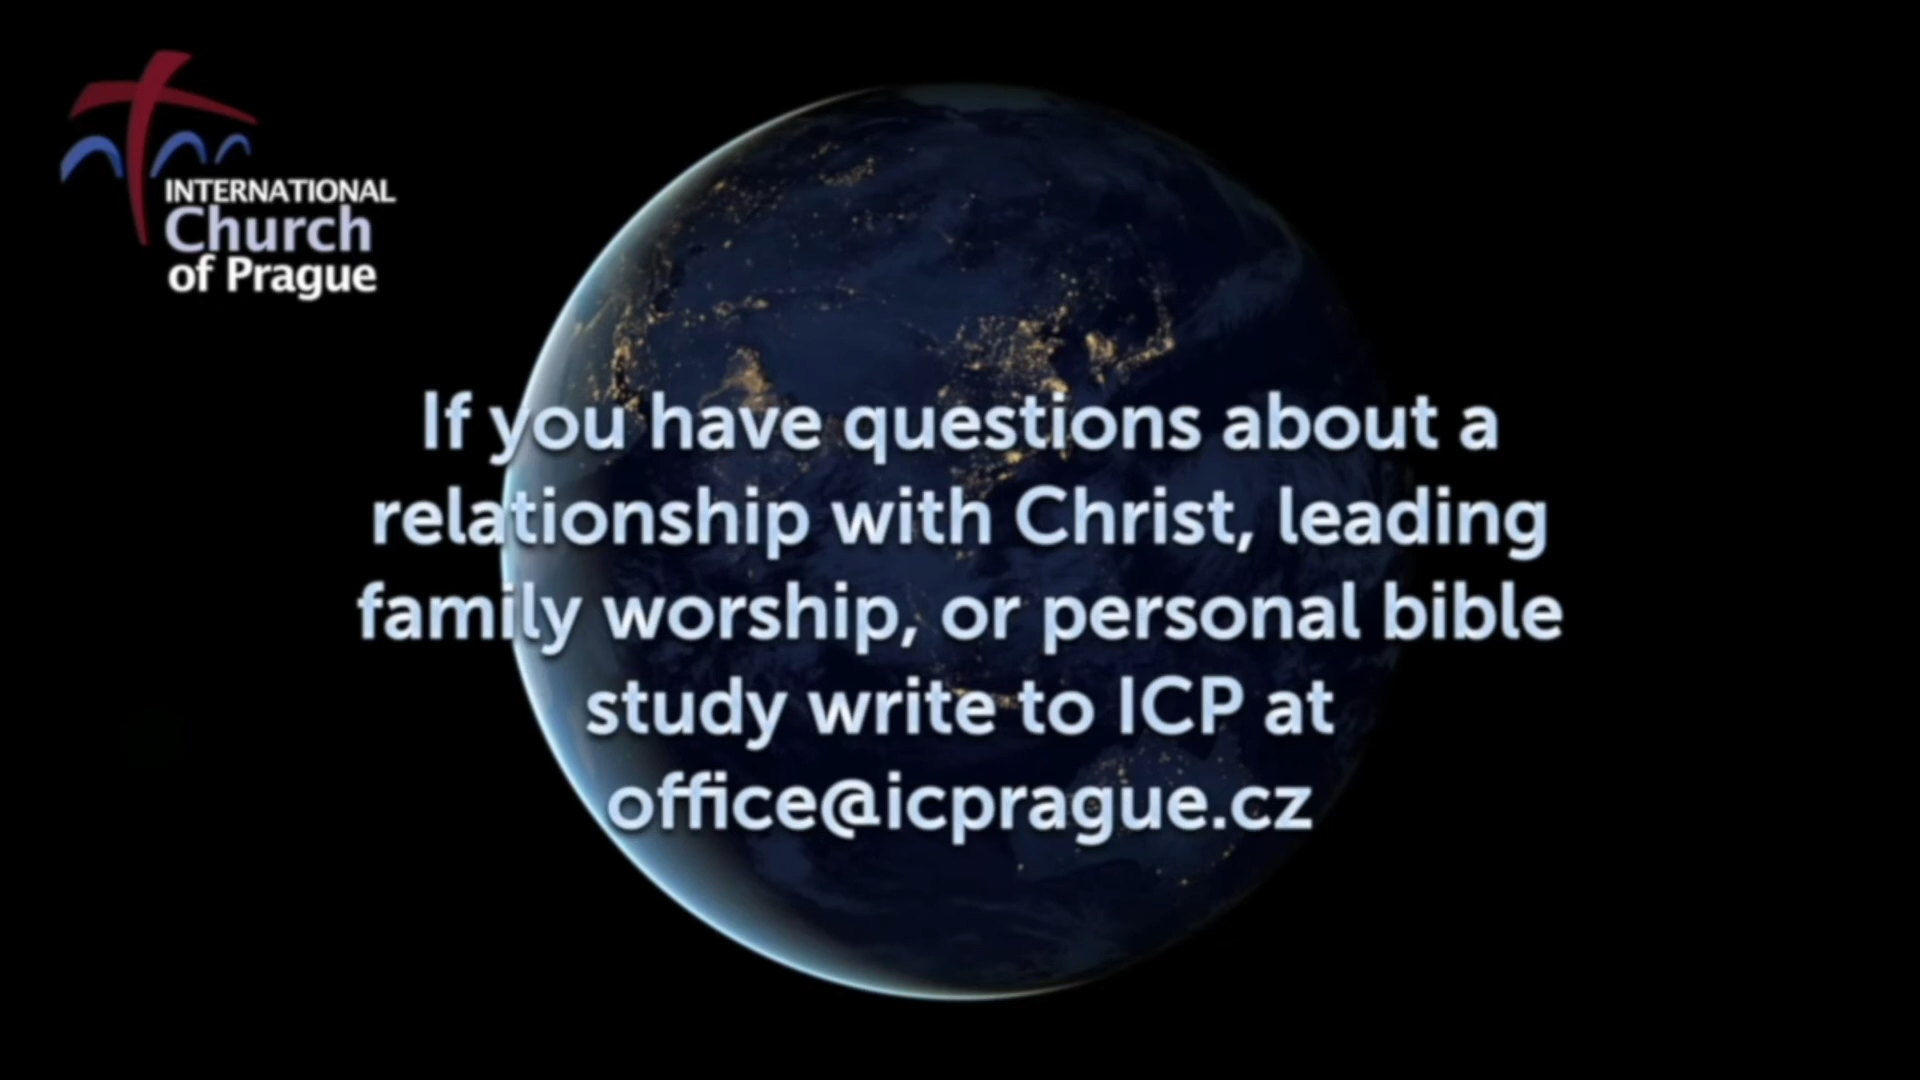 INTERNATIONAL
Church
of Prague
If you have questions about a
relationship with Christ, leading
family worship, or personal bible
study write to ICP at
office@icprague.cz